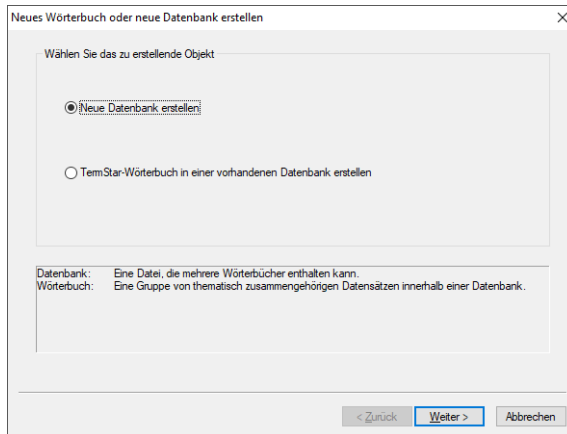 Neues Wörterbuch oder neue Datenbank erstellen
Wählen Sie das zu erstellende Objekt
Neue Datenbank erstellen
TermStar-Wörterbuch in einer vorhandenen Datenbank erstellen
Datenbank: Eine Datei, die mehrere Wörterbücher enthalten kann.
Wörterbuch: Eine Gruppe von thematisch zusammengehörigen Datensätzen innerhalb einer Datenbank.
< Zurück Weiter > Abbrechen